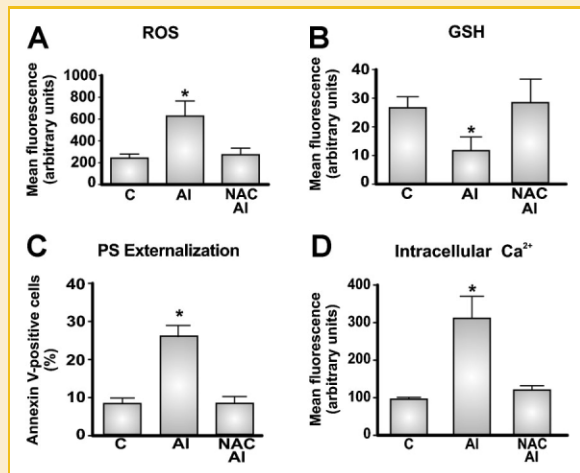 A
ROS
Mean fluorescence
(arbitrary units)
1000
800
600
400
200
0
*
C
Al
NAC
Al
B
GSH
Mean fluorescence
(arbitrary units)
40
30
20
10
0
*
C
Al
NAC
Al
C
PS Externalization
Annexin V-positive cells
(%)
40
30
20
10
0
*
C
Al
NAC
Al
D
Intracellular Ca²⁺
Mean fluorescence
(arbitrary units)
400
300
200
100
0
*
C
Al
NAC
Al